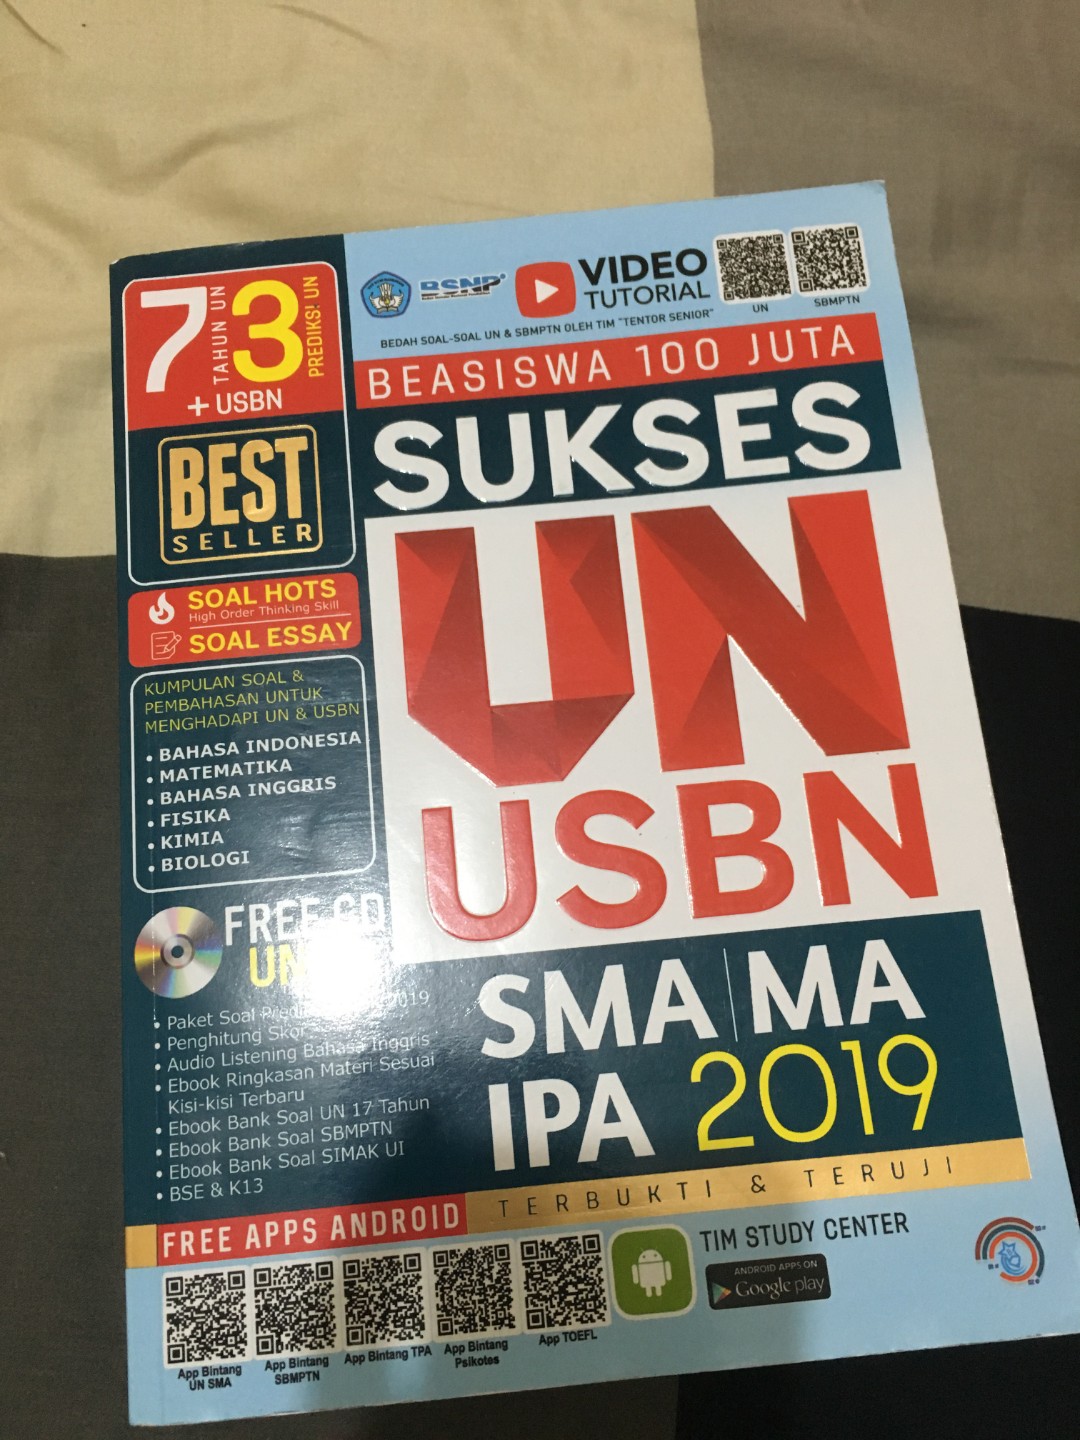 7 TAHUN UN
3 PREDIKSI UN
+ USBN
BEST
SELLER
SOAL HOTS
High Order Thinking Skill
SOAL ESSAY
KUMPULAN SOAL &
PEMBAHASAN UNTUK
MENGHADAPI UN & USBN
• BAHASA INDONESIA
• MATEMATIKA
• BAHASA INGGRIS
• FISIKA
• KIMIA
• BIOLOGI
FREE CD
UN
• Paket Soal 2019
• Penghitung Skor
• Audio Listening Bahasa Inggris
• Ebook Ringkasan Materi Sesuai
Kisi-kisi Terbaru
• Ebook Bank Soal UN 17 Tahun
• Ebook Bank Soal SBMPTN
• Ebook Bank Soal SIMAK UI
• BSE & K13
BSNP
VIDEO
TUTORIAL
UN
SBMPTN
BEDAH SOAL-SOAL UN & SBMPTN OLEH TIM "TENTOR SENIOR"
BEASISWA 100 JUTA
SUKSES
UN
USBN
SMA|MA
IPA 2019
TERBUKTI & TERUJI
FREE APPS ANDROID
App Bintang
UN SMA
App Bintang
SBMPTN
App Bintang TPA
App Bintang
Psikotes
App TOEFL
TIM STUDY CENTER
ANDROID APPS ON
Google play